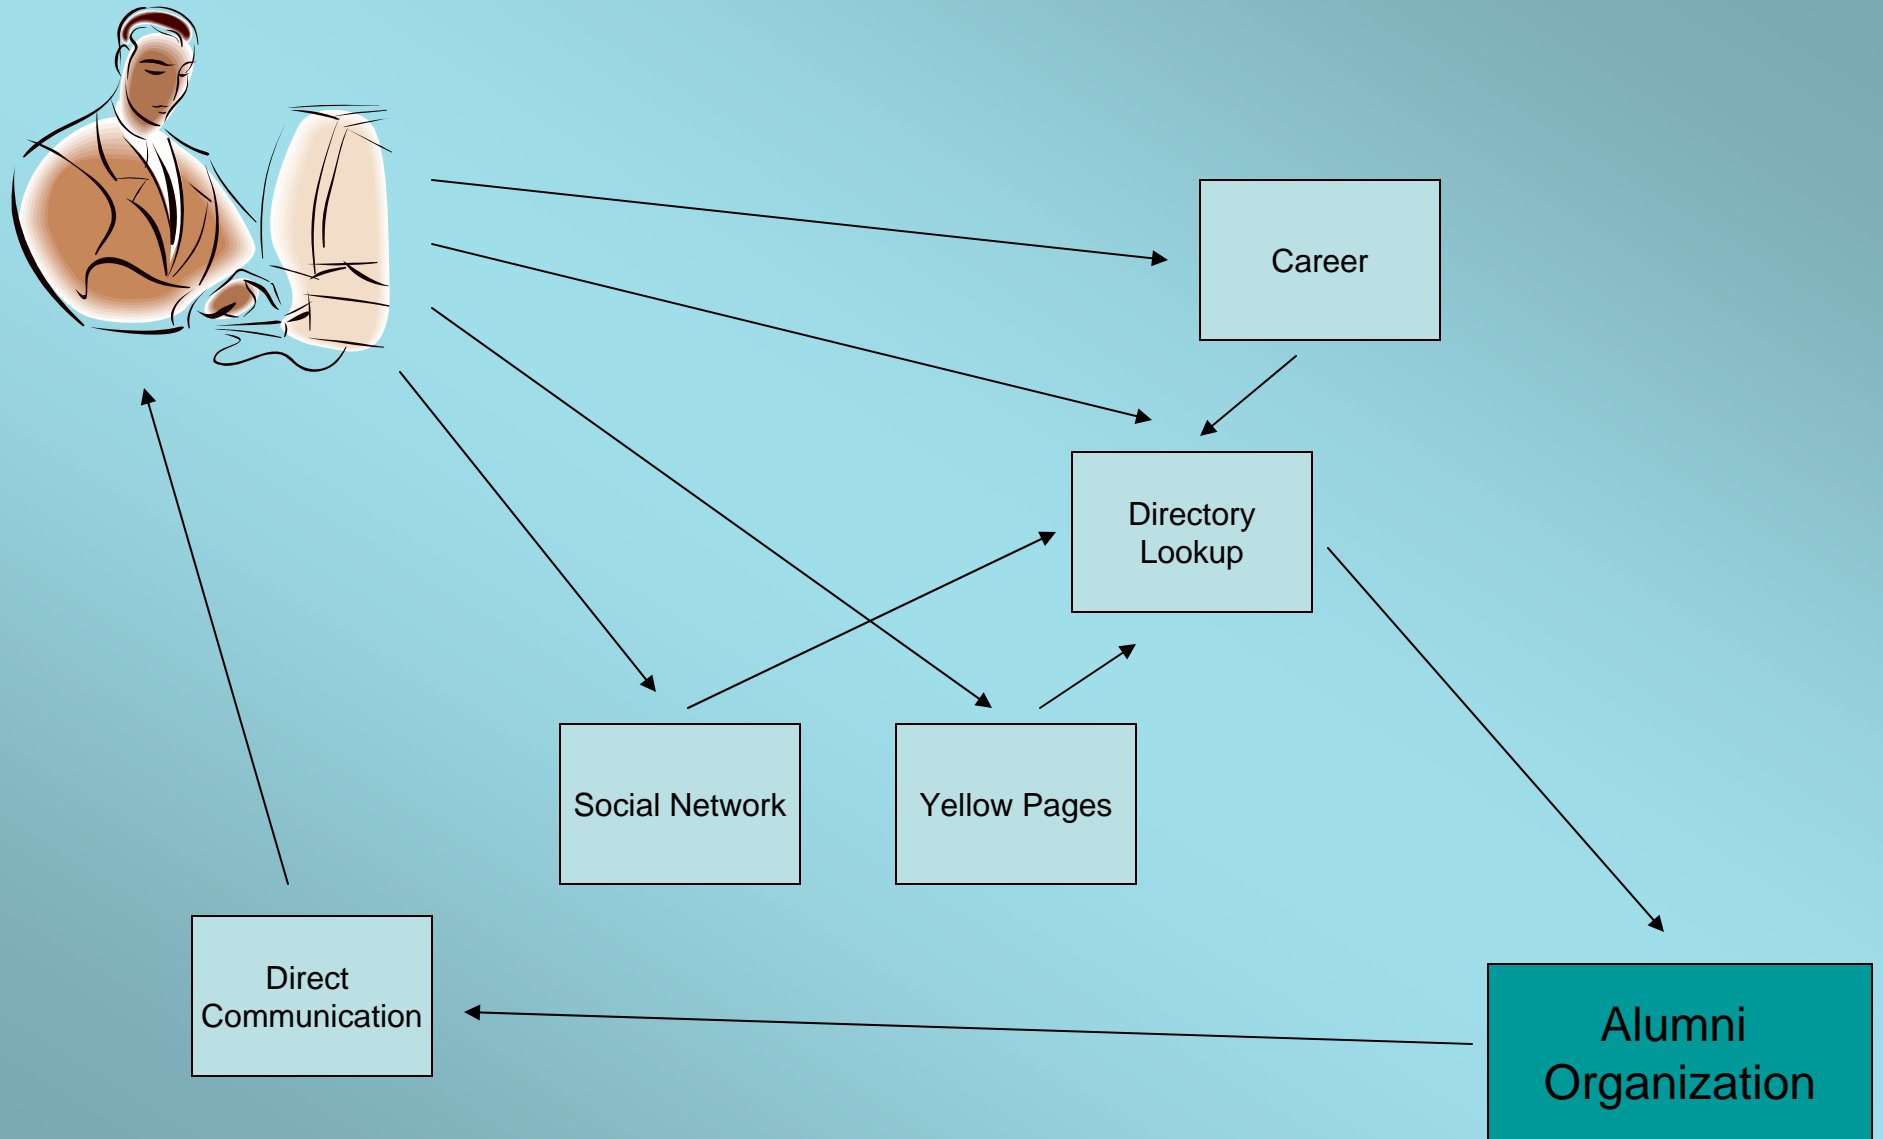 Career
Directory
Lookup
Social Network
Yellow Pages
Direct
Communication
Alumni
Organization